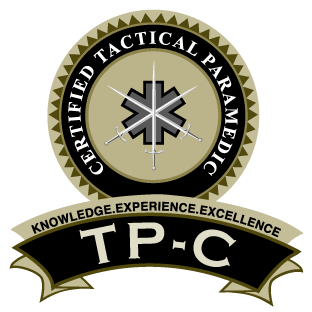 CERTIFIED TACTICAL PARAMEDIC
KNOWLEDGE.EXPERIENCE.EXCELLENCE
TP-C